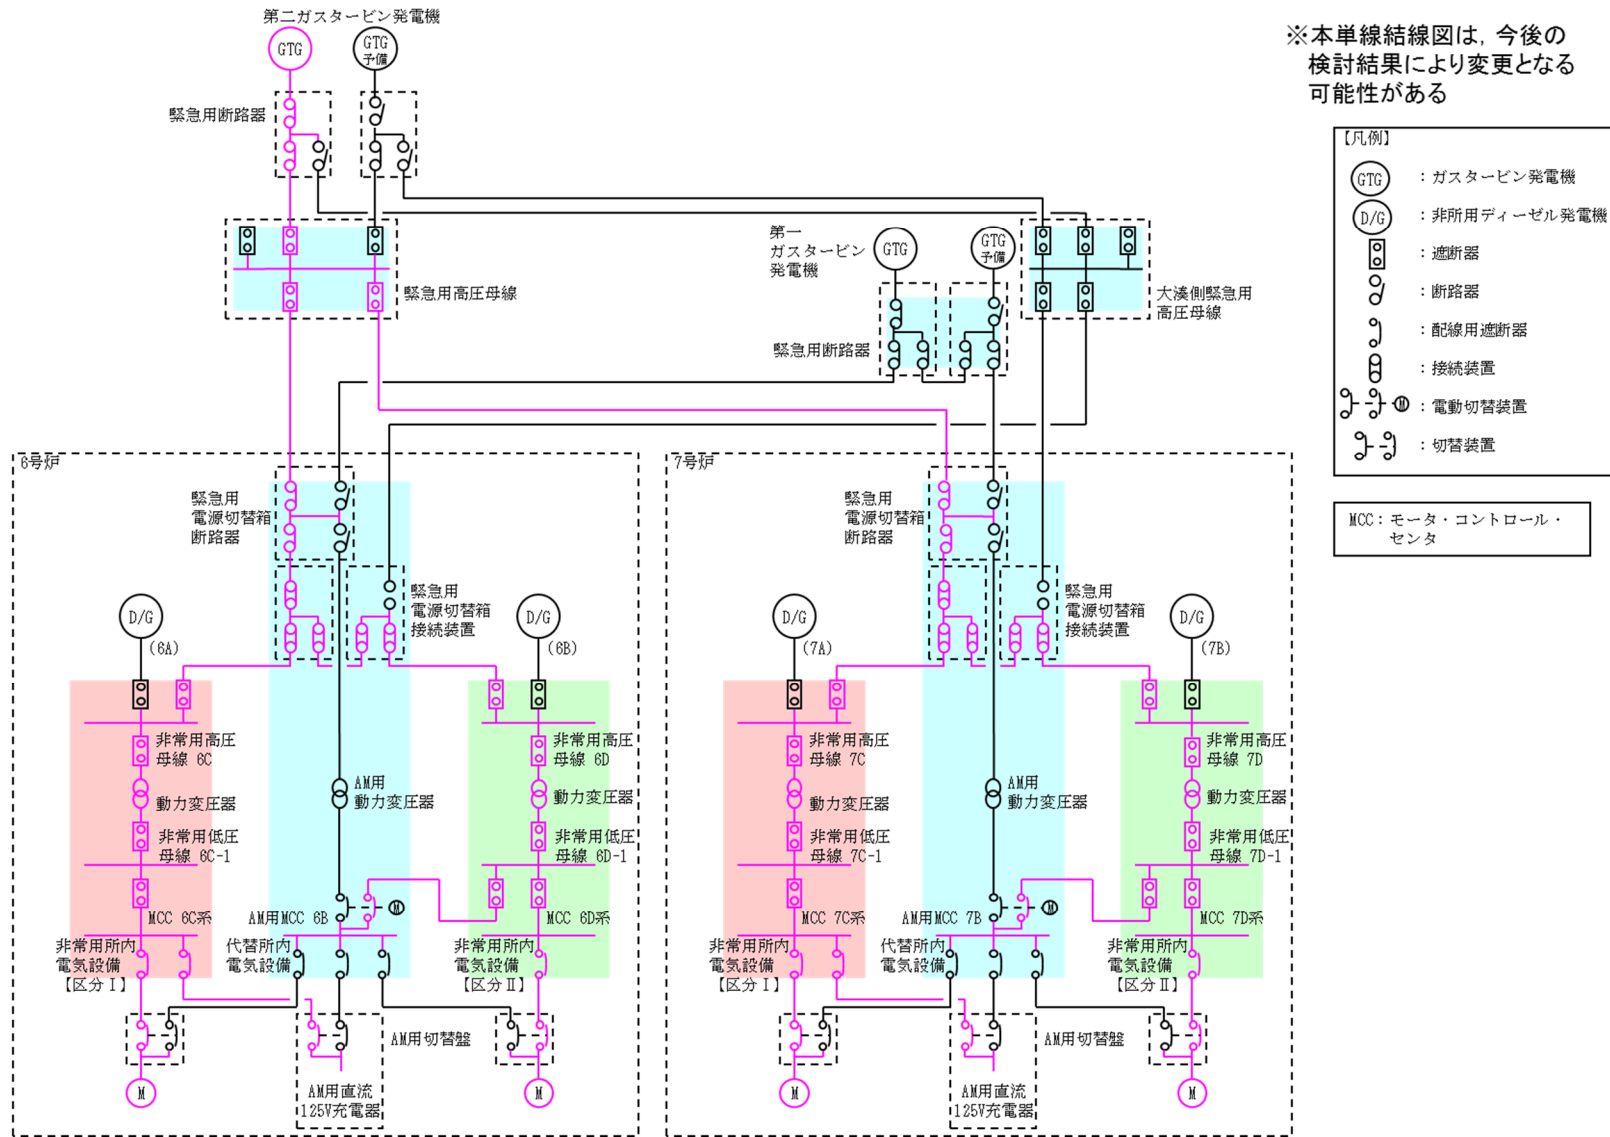 第二ガスタービン発電機
GTG
GTG
予備
緊急用断路器
※本単線結線図は，今後の
検討結果により変更となる
可能性がある
【凡例】
GTG
：ガスタービン発電機
D/G
：非所用ディーゼル発電機
：遮断器
：断路器
：配線用遮断器
：接続装置
M
：電動切替装置
：切替装置
MCC：モータ・コントロール・
センタ
緊急用高圧母線
第一
ガスタービン
発電機
GTG
GTG
予備
緊急用断路器
大湊側緊急用
高圧母線
6号炉
緊急用
電源切替箱
断路器
緊急用
電源切替箱
接続装置
D/G
(6A)
D/G
(6B)
非常用高圧
母線 6C
動力変圧器
非常用低圧
母線 6C-1
MCC 6C系
非常用所内
電気設備
【区分Ⅰ】
AM用
動力変圧器
AM用MCC 6B
M
代替所内
電気設備
非常用高圧
母線 6D
動力変圧器
非常用低圧
母線 6D-1
MCC 6D系
非常用所内
電気設備
【区分Ⅱ】
AM用切替盤
M
AM用直流
125V充電器
M
7号炉
緊急用
電源切替箱
断路器
緊急用
電源切替箱
接続装置
D/G
(7A)
D/G
(7B)
非常用高圧
母線 7C
動力変圧器
非常用低圧
母線 7C-1
MCC 7C系
非常用所内
電気設備
【区分Ⅰ】
AM用
動力変圧器
AM用MCC 7B
M
代替所内
電気設備
非常用高圧
母線 7D
動力変圧器
非常用低圧
母線 7D-1
MCC 7D系
非常用所内
電気設備
【区分Ⅱ】
AM用切替盤
M
AM用直流
125V充電器
M